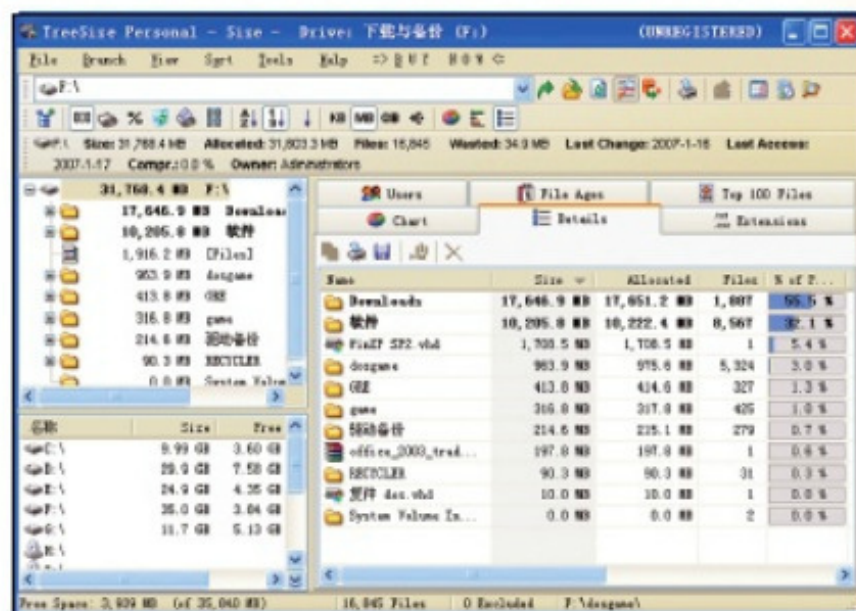 TreeSize Personal - Size - Drive: 下载与备份 (F:) (UNREGISTERED)
File Branch View Sort Tools Help => B U Y N O W <=
F:\
KB MB GB
F:\ Size: 31,768.4 MB Allocated: 31,803.3 MB Files: 16,845 Wasted: 34.9 MB Last Change: 2007-1-16 Last Access:
2007-1-17 Compr.: 0.0 % Owner: Administrators
31,768.4 MB F:\
17,646.9 MB Downloads
10,205.8 MB 软件
1,916.2 MB [Files]
963.9 MB dosgame
413.8 MB GRE
316.8 MB game
214.6 MB 驱动备份
90.3 MB RECYCLER
0.0 MB System Volum
名称 Size Free
C:\ 9.99 GB 3.60 GB
D:\ 29.9 GB 7.58 GB
E:\ 24.9 GB 4.35 GB
F:\ 35.0 GB 3.84 GB
G:\ 11.7 GB 5.13 GB
H:\
Users File Ages Top 100 Files
Chart Details Extensions
Name Size Allocated Files % of P...
Downloads 17,646.9 MB 17,651.2 MB 1,887 55.5 %
软件 10,205.8 MB 10,222.4 MB 8,567 32.1 %
WinXP SP2.vhd 1,708.5 MB 1,708.5 MB 1 5.4 %
dosgame 963.9 MB 975.6 MB 5,324 3.0 %
GRE 413.8 MB 414.6 MB 327 1.3 %
game 316.8 MB 317.8 MB 425 1.0 %
驱动备份 214.6 MB 215.1 MB 279 0.7 %
office_2003_trad... 197.8 MB 197.8 MB 1 0.6 %
RECYCLER 90.3 MB 90.3 MB 31 0.3 %
复件 dos.vhd 10.0 MB 10.0 MB 1 0.0 %
System Volume In... 0.0 MB 0.0 MB 2 0.0 %
Free Space: 3,939 MB (of 35,840 MB) 16,845 Files 0 Excluded F:\dosgame\